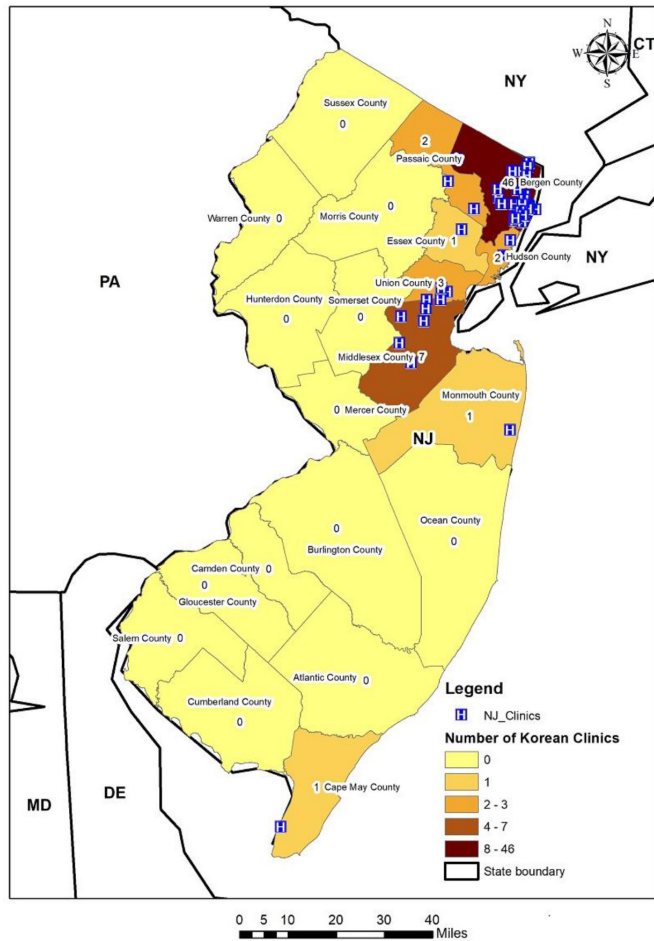 N
W E
S
CT
NY
Sussex County
0
2
Passaic County
46 Bergen County
Warren County 0
Morris County
0
Essex County 1
2
Hudson County
NY
PA
Union County 3
Hunterdon County
0
Somerset County
0
Middlesex County 7
0 Mercer County
Monmouth County
1
NJ
Ocean County
0
0
Burlington County
Camden County 0
0
Gloucester County
Salem County 0
Atlantic County 0
Cumberland County
0
1 Cape May County
MD
DE
Legend
H NJ_Clinics
Number of Korean Clinics
0
1
2 - 3
4 - 7
8 - 46
State boundary
0 5 10 20 30 40
Miles